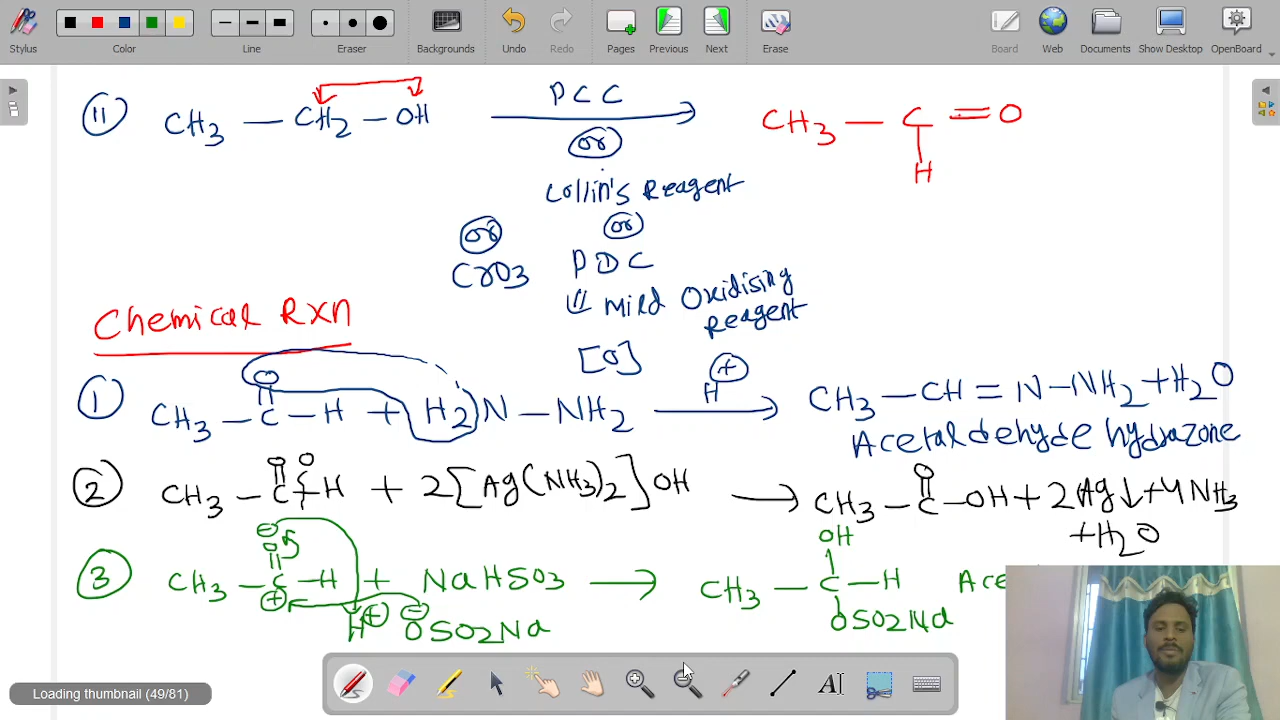 Stylus Color Line Eraser Backgrounds Undo Redo Pages Previous Next Erase Board Web Documents Show Desktop OpenBoard
11) CH3 — CH2 — OH PCC CH3 — C = O
H
or
Collin's Reagent
or or
CrO3 PDC
Mild Oxidising
Reagent
[O]
Chemical RXn
1 CH3 — C — H + H2N — NH2 H+ CH3 — CH = N — NH2 + H2O
O
Acetaldehyde hydrazone
2 CH3 — C — H + 2[Ag(NH3)2]OH → CH3 — C — OH + 2Ag↓ + 4NH3
O O O
+ H2O
3 CH3 — C — H + NaHSO3 → CH3 — C — H
O OH
H+ OSO2Na OSO2Na
Loading thumbnail (49/81)